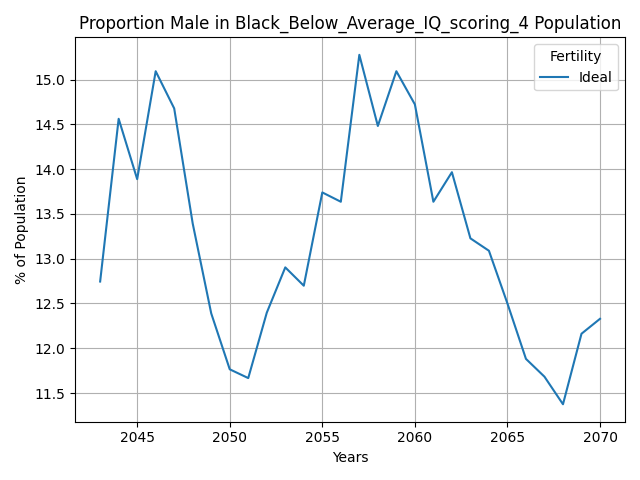 Proportion Male in Black_Below_Average_IQ_scoring_4 Population
Fertility
Ideal
% of Population
15.0
14.5
14.0
13.5
13.0
12.5
12.0
11.5
2045 2050 2055 2060 2065 2070
Years